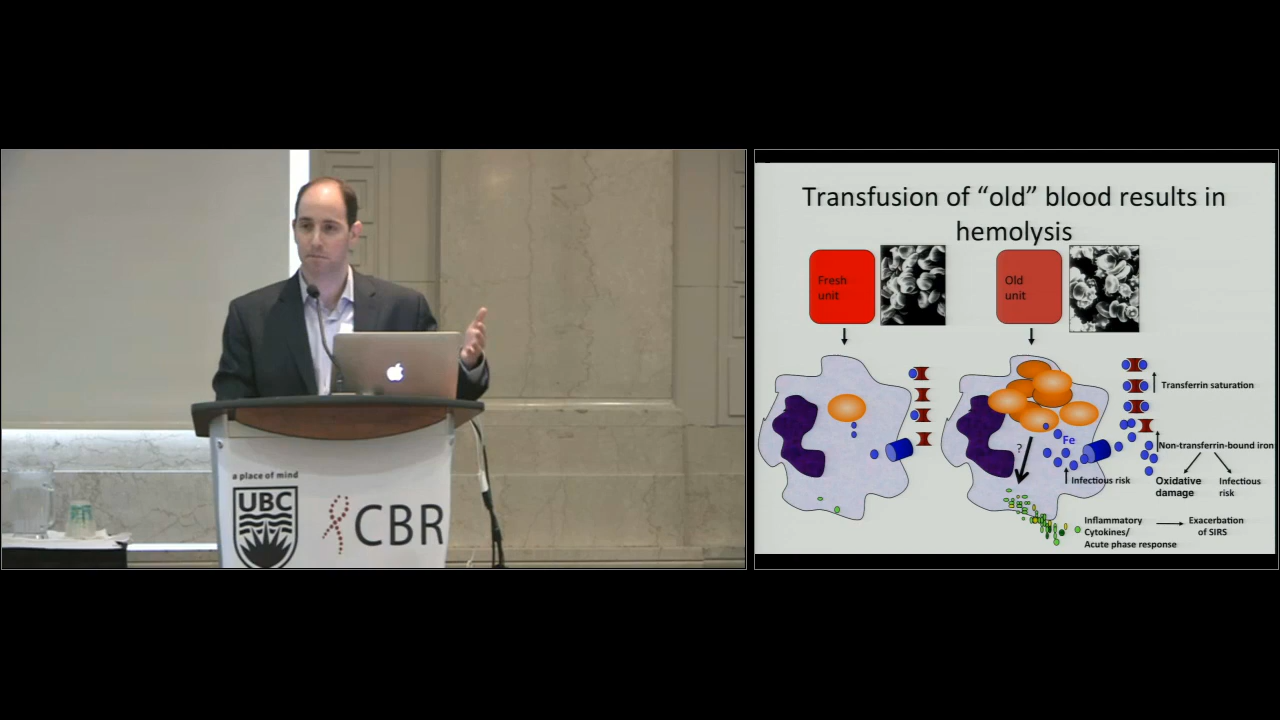 a place of mind
UBC
CBR
Transfusion of “old” blood results in
hemolysis
Fresh
unit
Old
unit
Transferrin saturation
Fe
Non-transferrin-bound iron
?
Infectious risk
Oxidative
damage
Infectious
risk
Inflammatory
Cytokines/
Acute phase response
Exacerbation
of SIRS